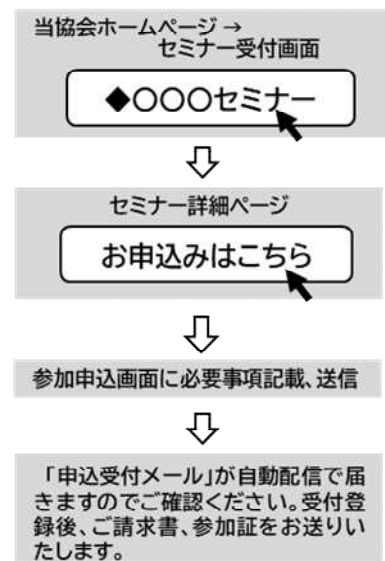 当協会ホームページ→
セミナー受付画面
◆○○○セミナー
セミナー詳細ページ
お申込みはこちら
参加申込画面に必要事項記載、送信
「申込受付メール」が自動配信で届
きますのでご確認ください。受付登
録後、ご請求書、参加証をお送りい
たします。